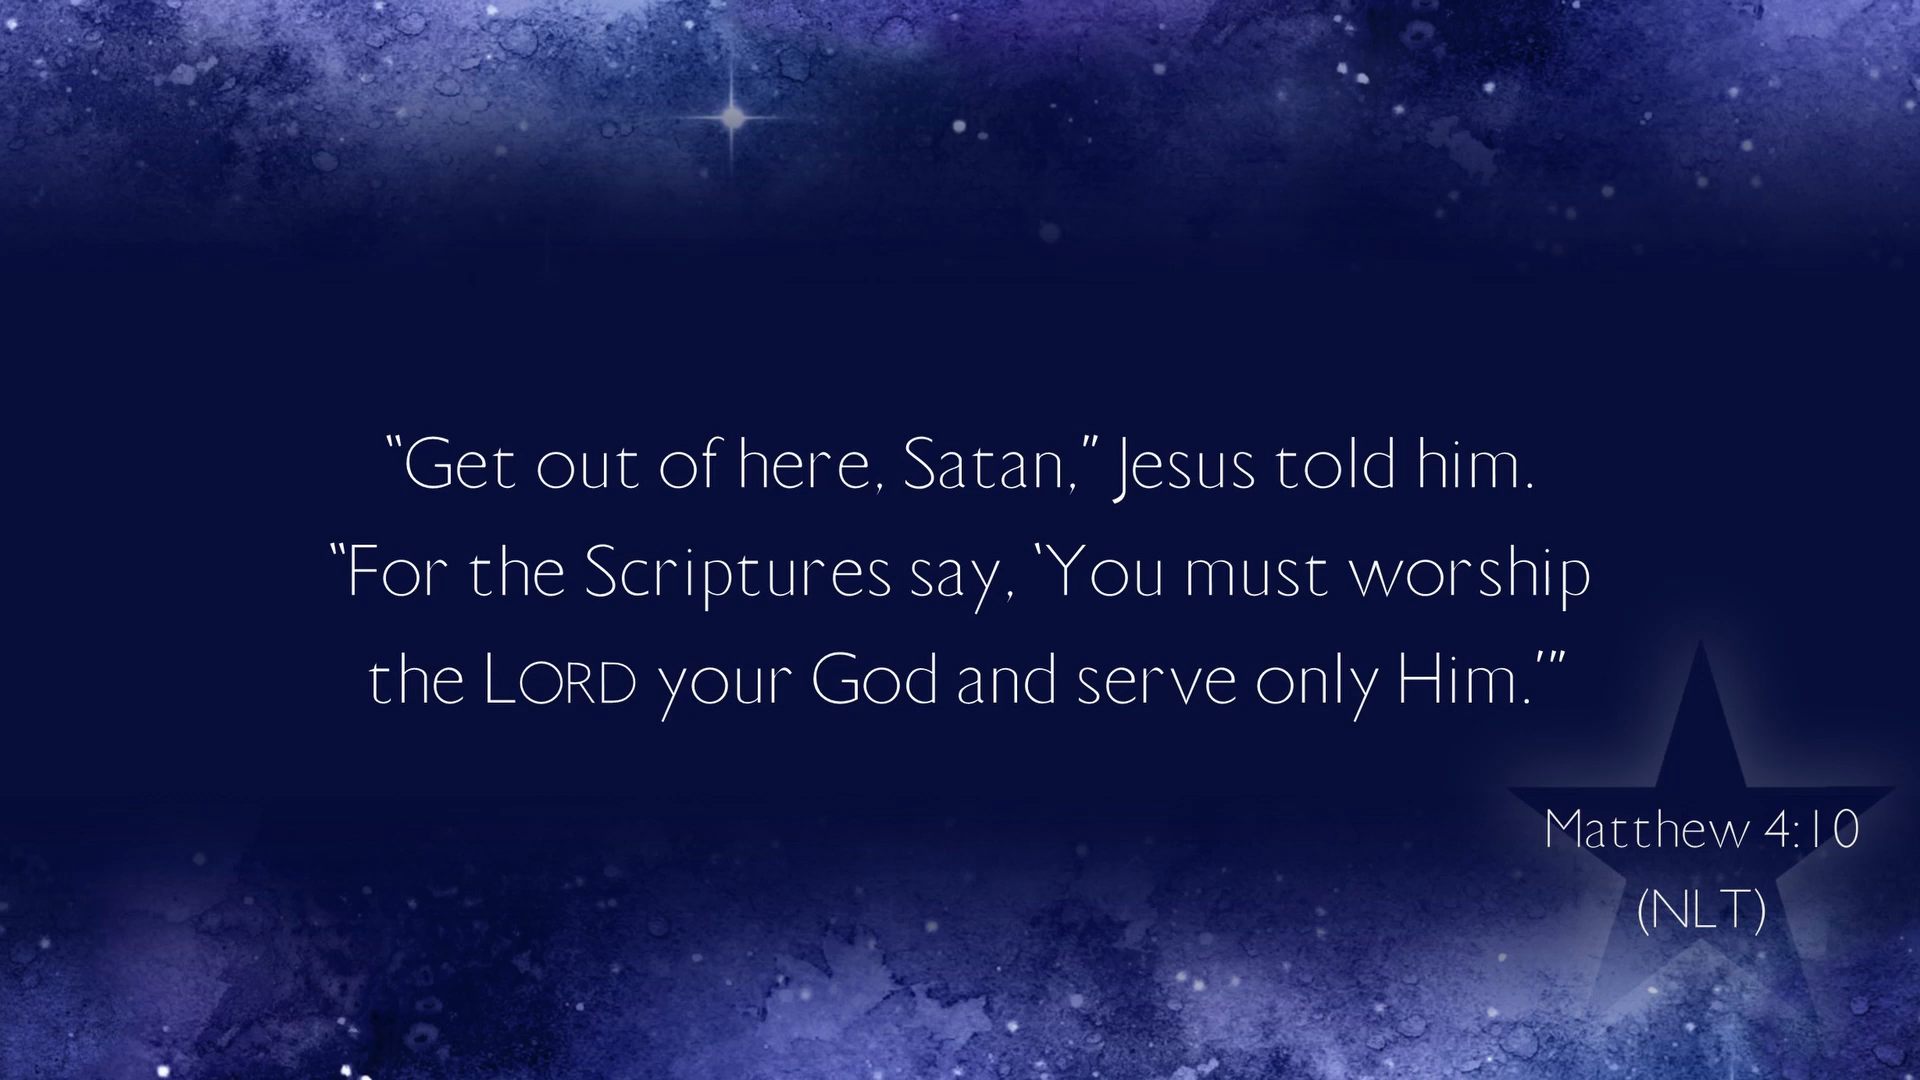 “Get out of here, Satan,” Jesus told him.
“For the Scriptures say, ‘You must worship
the LORD your God and serve only Him.’”
Matthew 4:10
(NLT)